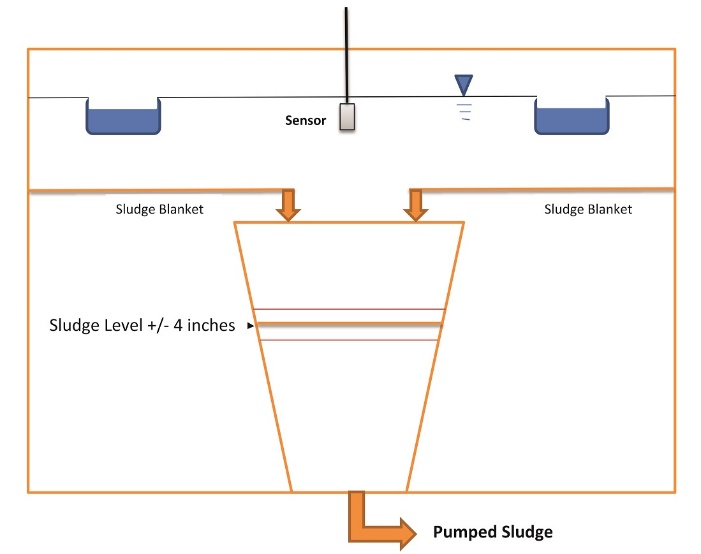 Sensor
Sludge Blanket
Sludge Blanket
Sludge Level +/- 4 inches
Pumped Sludge